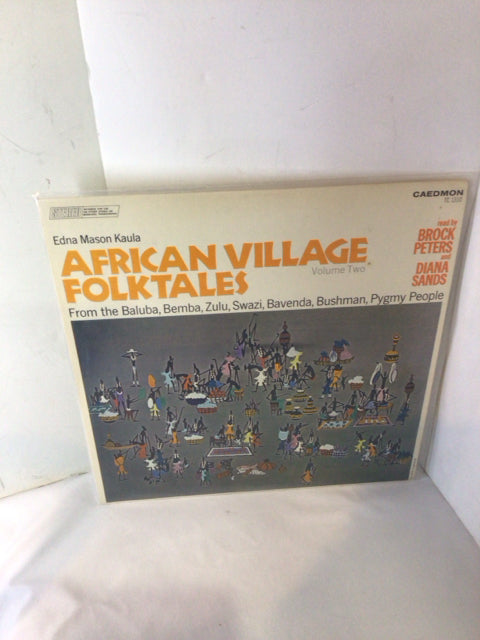 STEREO
CAEDMON
Edna Mason Kaula
AFRICAN VILLAGE
Volume Two
FOLKTALES
read by
BROCK
PETERS
and
DIANA
SANDS
From the Baluba, Bemba, Zulu, Swazi, Bavenda, Bushman, Pygmy People